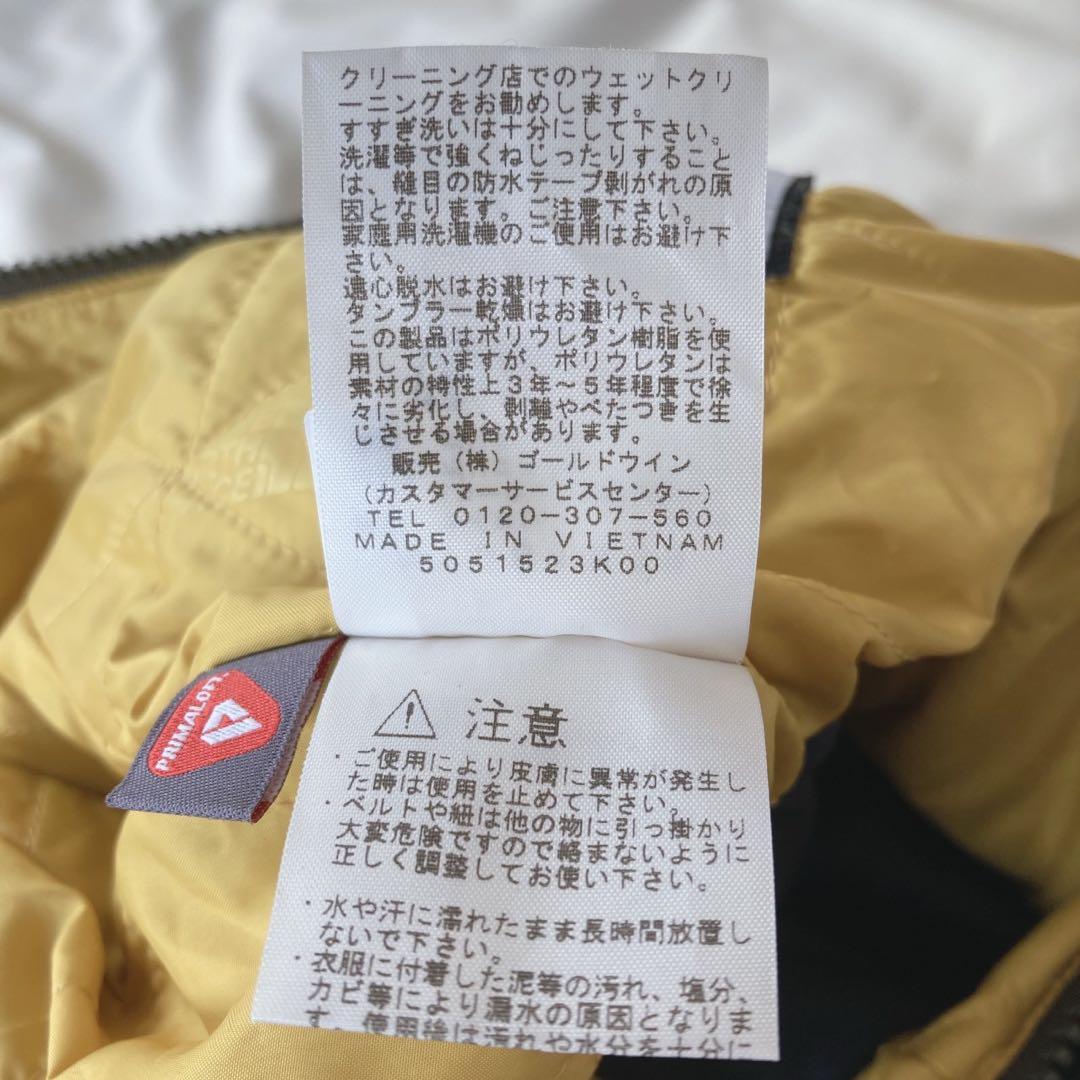 クリーニング店でのウェットクリ
ーニングをお勧めします。
すすぎ洗いは十分にして下さい。
洗濯等で強くねじったりすること
は、縫目の防水テープ剥がれの原
因となります。ご注意下さい。
家庭用洗濯機のご使用はお避け下
さい。
遠心脱水はお避け下さい。
タンブラー乾燥はお避け下さい。
この製品はポリウレタン樹脂を使
用していますが、ポリウレタンは
素材の特性上3年～5年程度で徐
々に劣化し、剥離やべたつきを生
じさせる場合があります。
販売（株）ゴールドウイン
(カスタマーサービスセンター)
TEL 0120-307-560
MADE IN VIETNAM
5051523K00
PRIMALOFT
注意
・ご使用により皮膚に異常が発生し
た時は使用を止めて下さい。
・ベルトや紐は他の物に引っ掛かり
大変危険ですので絡まないように
正しく調整してお使い下さい。
・水や汗に濡れたまま長時間放置し
ないで下さい。
・衣服に付着した泥等の汚れ、塩分、
カビ等により漏水の原因となりま
す。使用後は汚れや水分を十分に